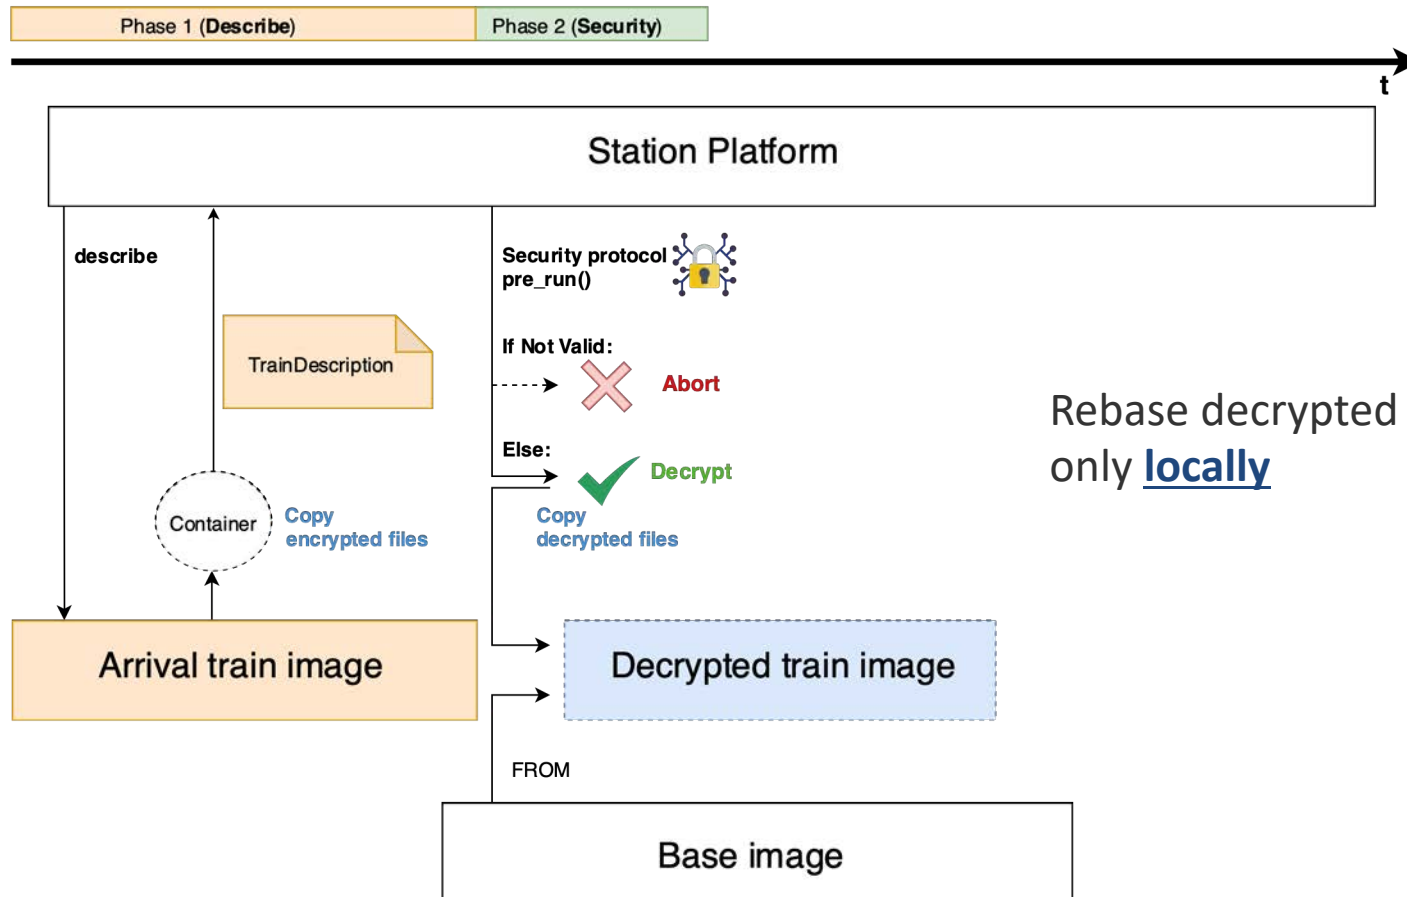 Phase 1 (Describe)
Phase 2 (Security)
t
Station Platform
describe
Security protocol
pre_run()
TrainDescription
If Not Valid:
Abort
Rebase decrypted
only locally
Else:
Decrypt
Container
Copy
encrypted files
Copy
decrypted files
Arrival train image
Decrypted train image
FROM
Base image